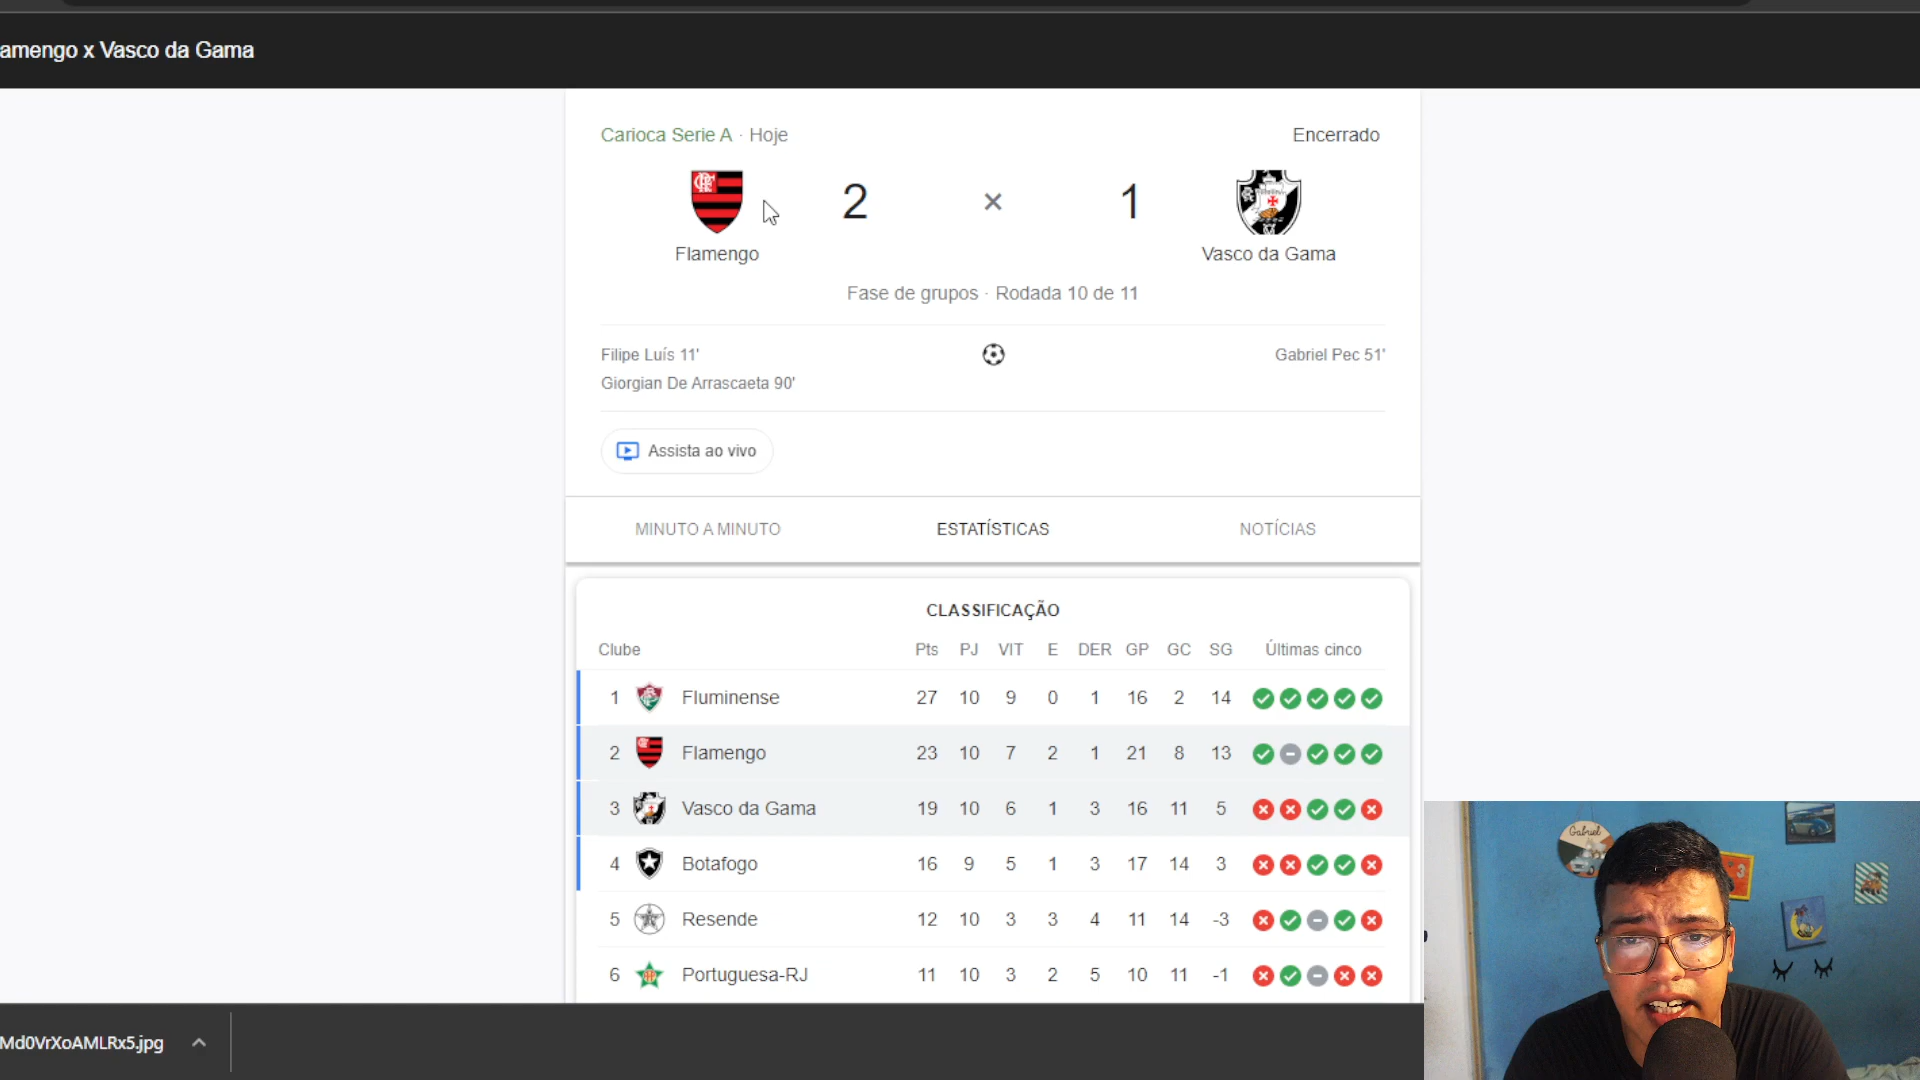 amengo x Vasco da Gama
Carioca Serie A · Hoje
Encerrado
2 × 1
Flamengo
Vasco da Gama
Fase de grupos · Rodada 10 de 11
Filipe Luís 11'
Gabriel Pec 51'
Giorgian De Arrascaeta 90'
Assista ao vivo
MINUTO A MINUTO
ESTATÍSTICAS
NOTÍCIAS
CLASSIFICAÇÃO
Clube Pts PJ VIT E DER GP GC SG Últimas cinco
1 Fluminense 27 10 9 0 1 16 2 14
2 Flamengo 23 10 7 2 1 21 8 13
3 Vasco da Gama 19 10 6 1 3 16 11 5
4 Botafogo 16 9 5 1 3 17 14 3
5 Resende 12 10 3 3 4 11 14 -3
6 Portuguesa-RJ 11 10 3 2 5 10 11 -1
Gabriel
3
Md0VrXoAMLRx5.jpg